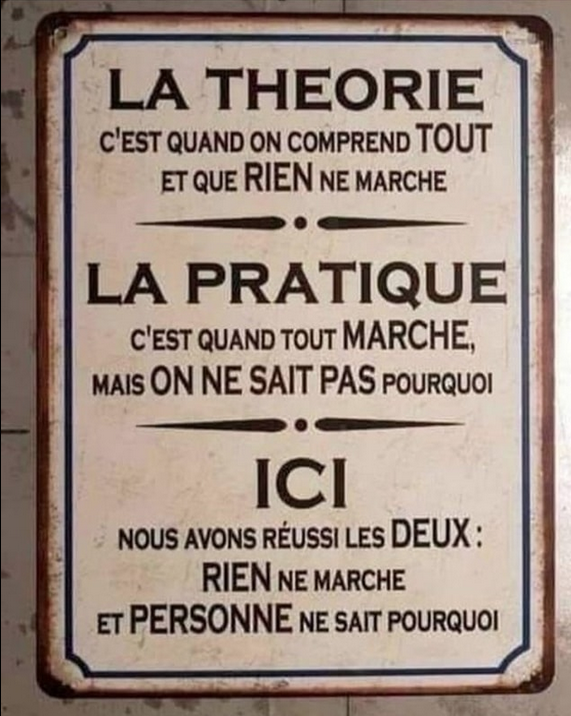 LA THEORIE
C'EST QUAND ON COMPREND TOUT
ET QUE RIEN NE MARCHE
LA PRATIQUE
C'EST QUAND TOUT MARCHE,
MAIS ON NE SAIT PAS POURQUOI
ICI
NOUS AVONS RÉUSSI LES DEUX :
RIEN NE MARCHE
ET PERSONNE NE SAIT POURQUOI